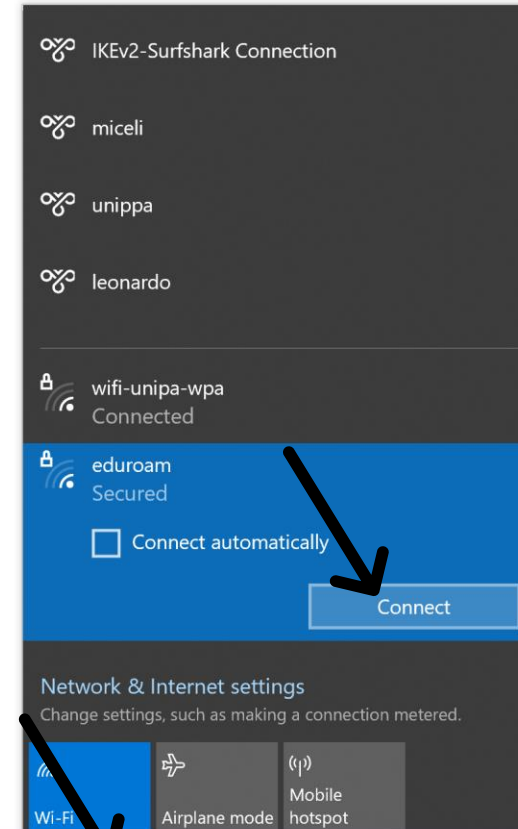 IKEv2-Surfshark Connection
miceli
unippa
leonardo
wifi-unipa-wpa
Connected
eduroam
Secured
Connect automatically
Connect
Network & Internet settings
Change settings, such as making a connection metered.
Mobile
Wi-Fi Airplane mode hotspot